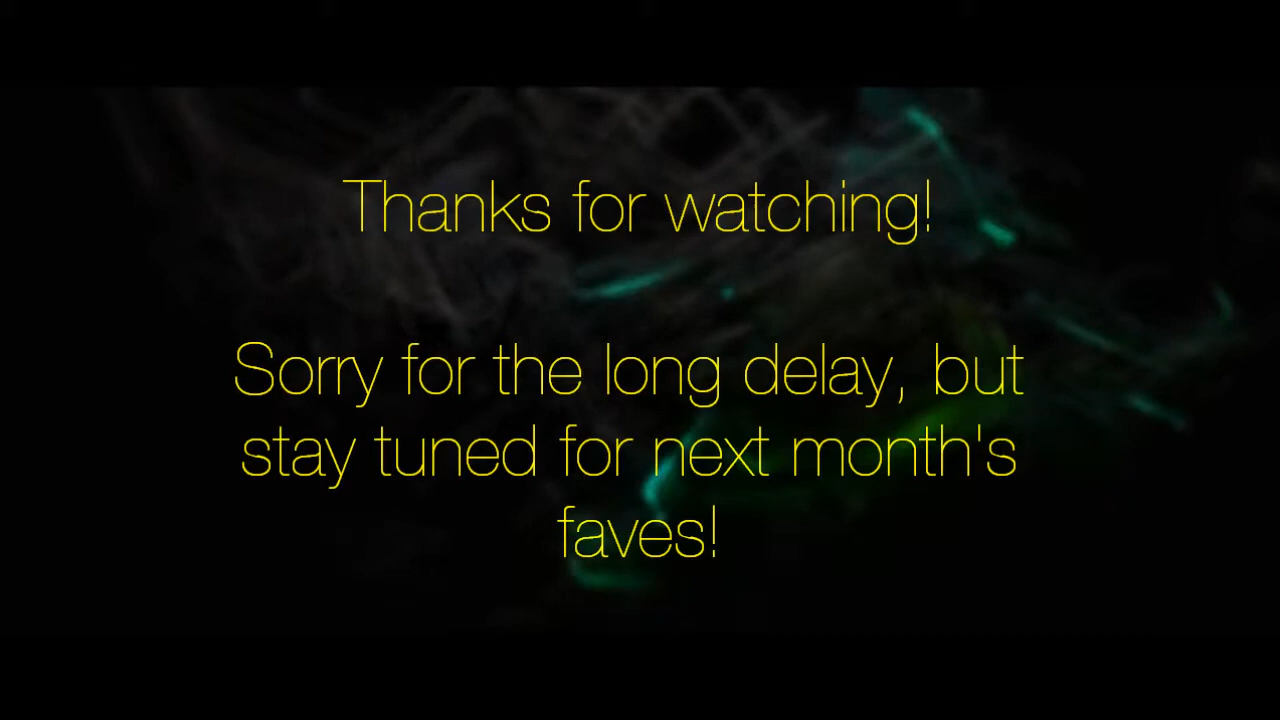 Thanks for watching!
Sorry for the long delay, but
stay tuned for next month's
faves!